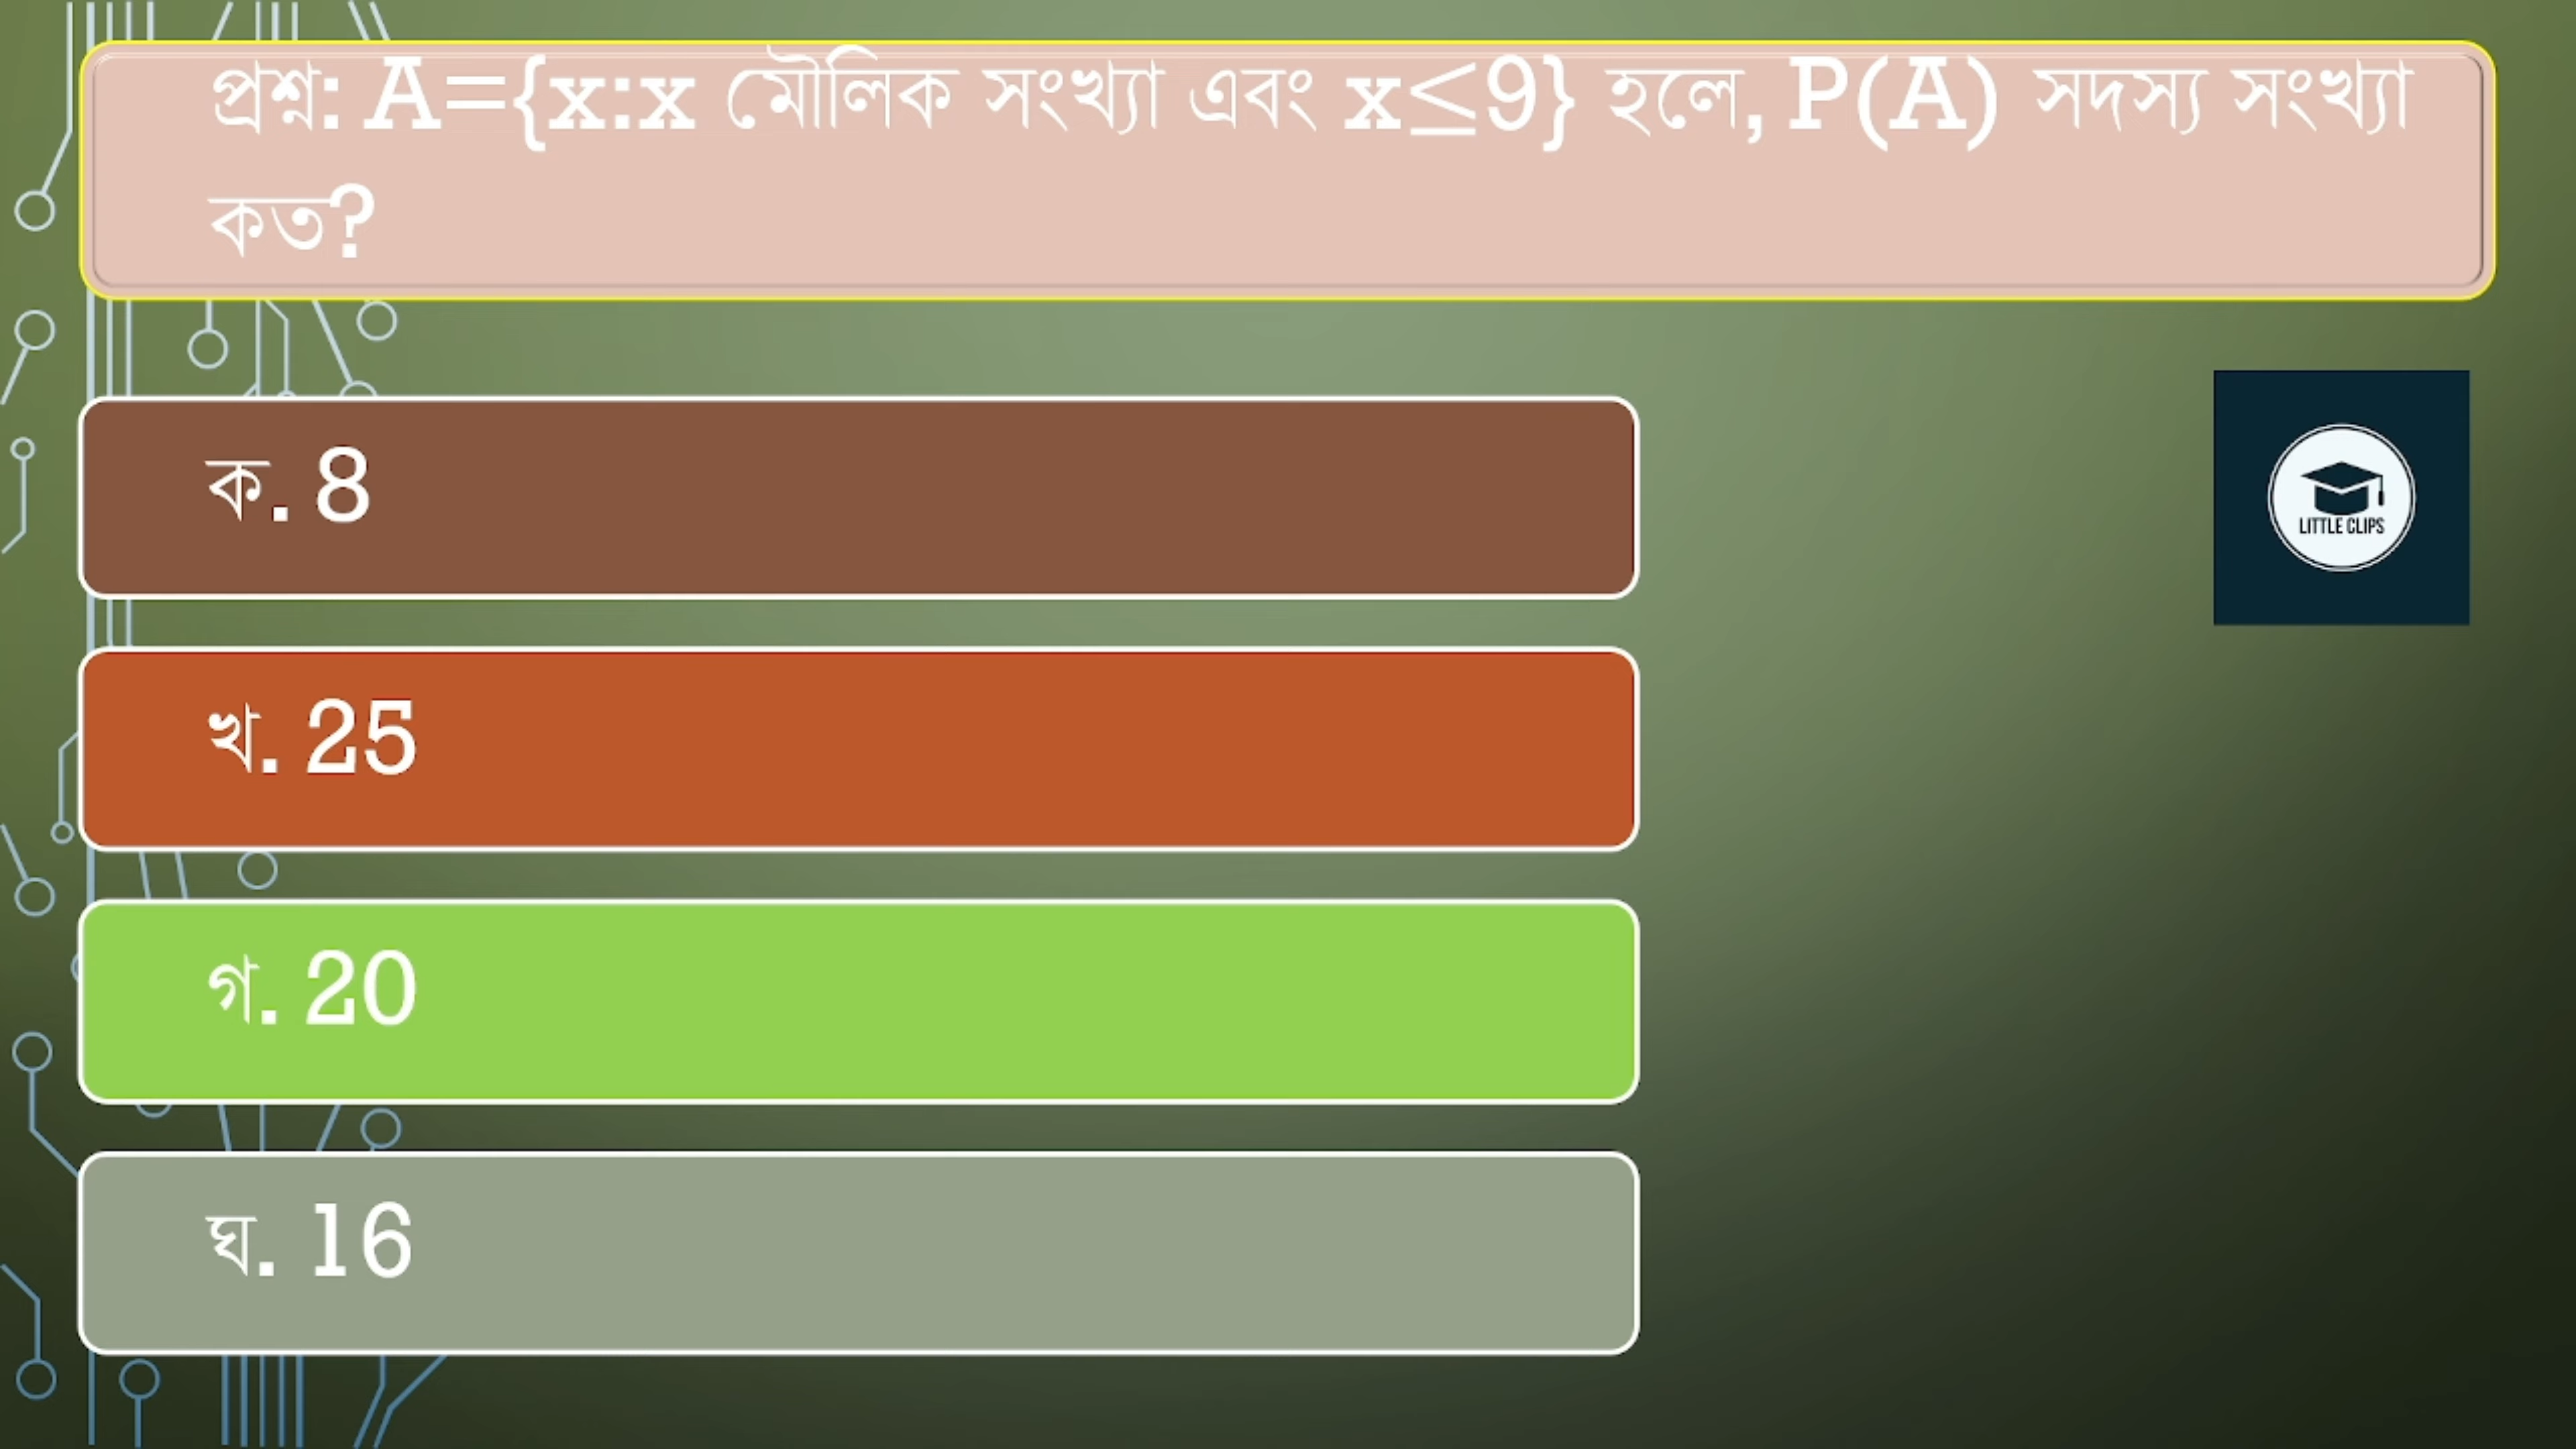 প্রশ্ন: A={x:x মৌলিক সংখ্যা এবং x≤9} হলে, P(A) সদস্য সংখ্যা
কত?
ক. 8
LITTLE CLIPS
খ. 25
গ. 20
ঘ. 16